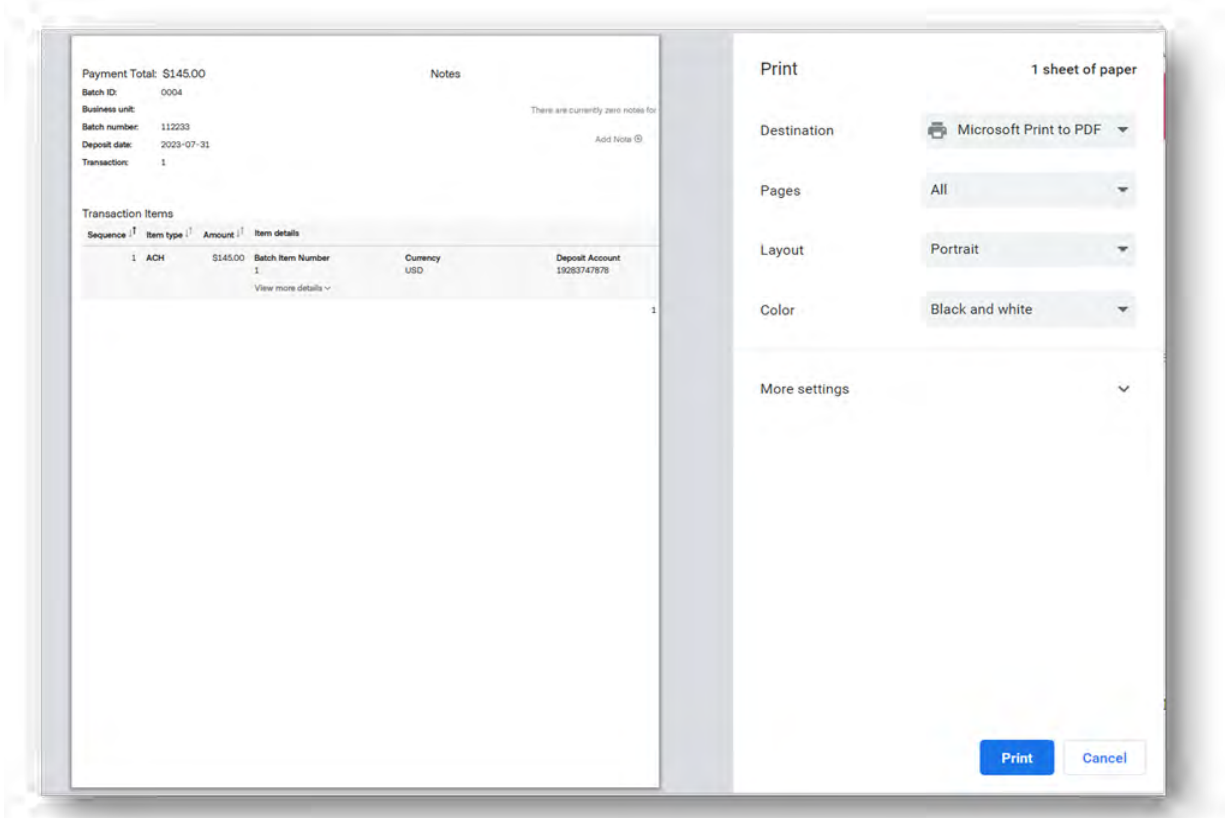 Payment Total: $145.00
Notes
Batch ID: 0004
Business unit:
There are currently zero notes for
Batch number: 112233
Add Note
Deposit date: 2023-07-31
Transaction: 1
Transaction Items
Sequence Item type Amount Item details
1 ACH $145.00 Batch Item Number Currency Deposit Account
1 USD 19283747878
View more details
1
Print 1 sheet of paper
Destination Microsoft Print to PDF
Pages All
Layout Portrait
Color Black and white
More settings
Print Cancel